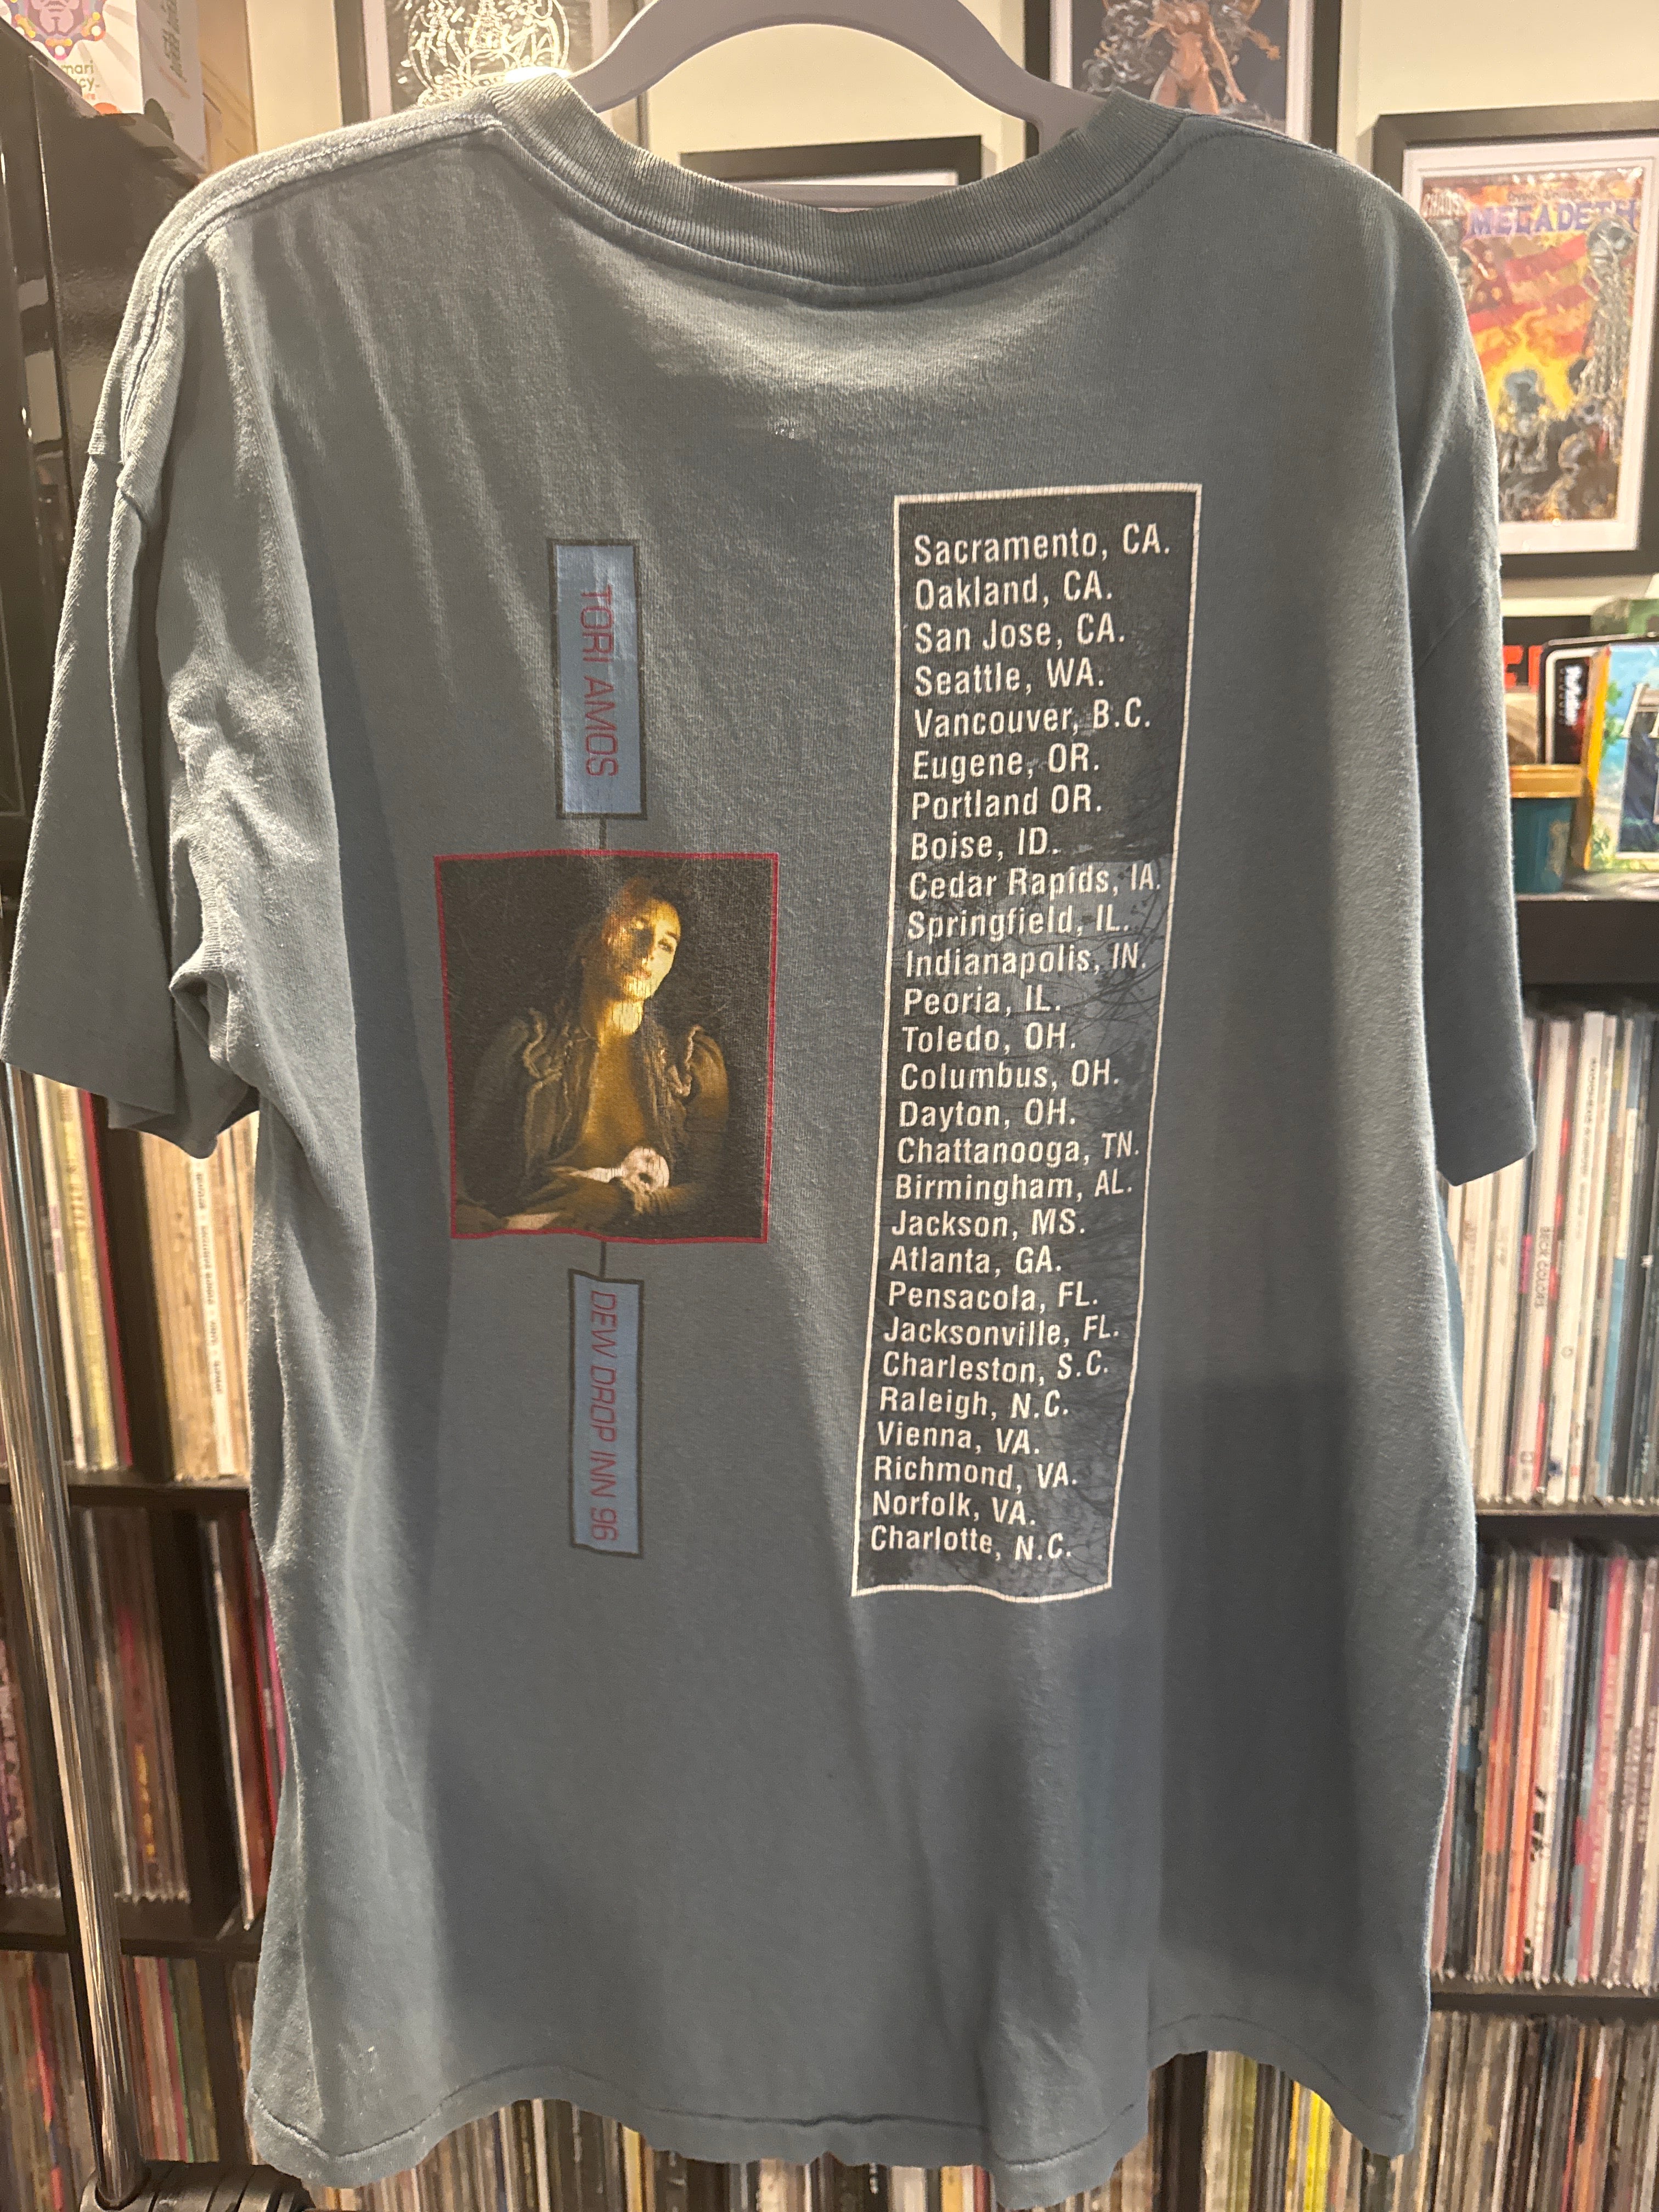 MEGADETH
TORI AMOS
DEW DROP INN 96
Sacramento, CA.
Oakland, CA.
San Jose, CA.
Seattle, WA.
Vancouver, B.C.
Eugene, OR.
Portland OR.
Boise, ID.
Cedar Rapids, IA.
Springfield, IL.
Indianapolis, IN.
Peoria, IL.
Toledo, OH.
Columbus, OH.
Dayton, OH.
Chattanooga, TN.
Birmingham, AL.
Jackson, MS.
Atlanta, GA.
Pensacola, FL.
Jacksonville, FL.
Charleston, S.C.
Raleigh, N.C.
Vienna, VA.
Richmond, VA.
Norfolk, VA.
Charlotte, N.C.